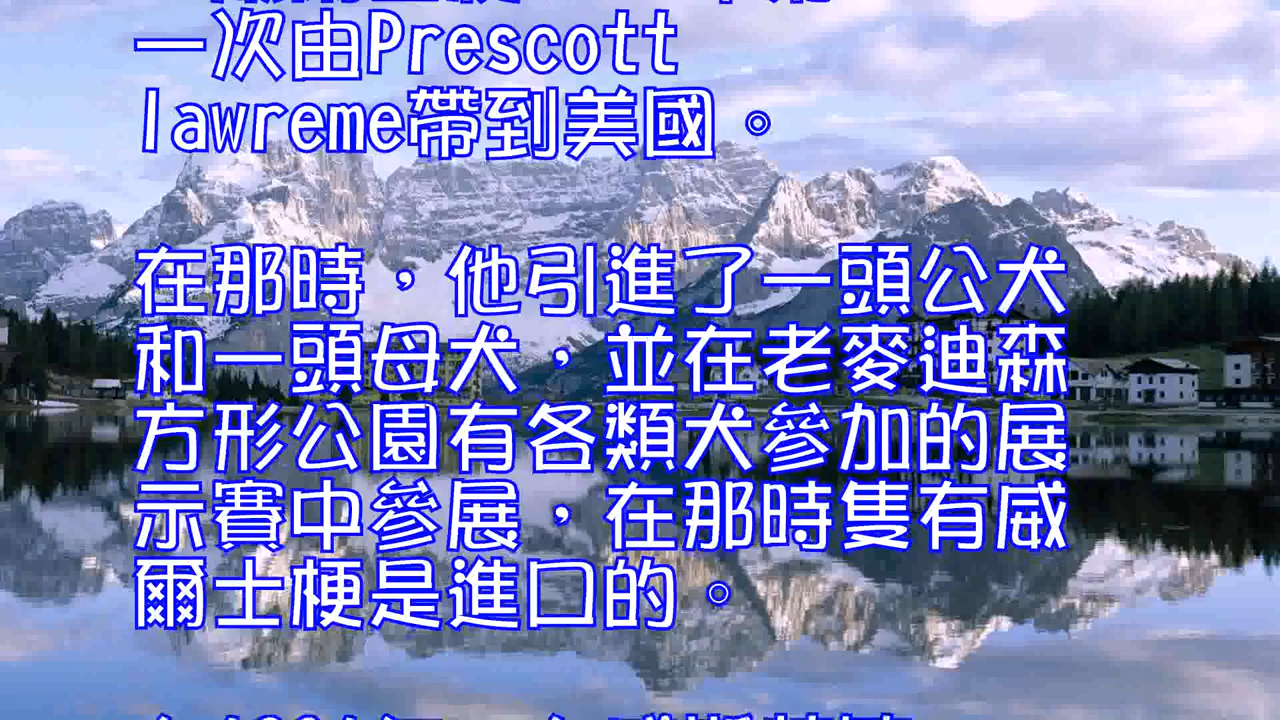 一次由Prescott
lawreme帶到美國。
在那時，他引進了一頭公犬
和一頭母犬，並在老麥迪森
方形公園有各類犬參加的展
示賽中參展，在那時隻有威
爾士梗是進口的。